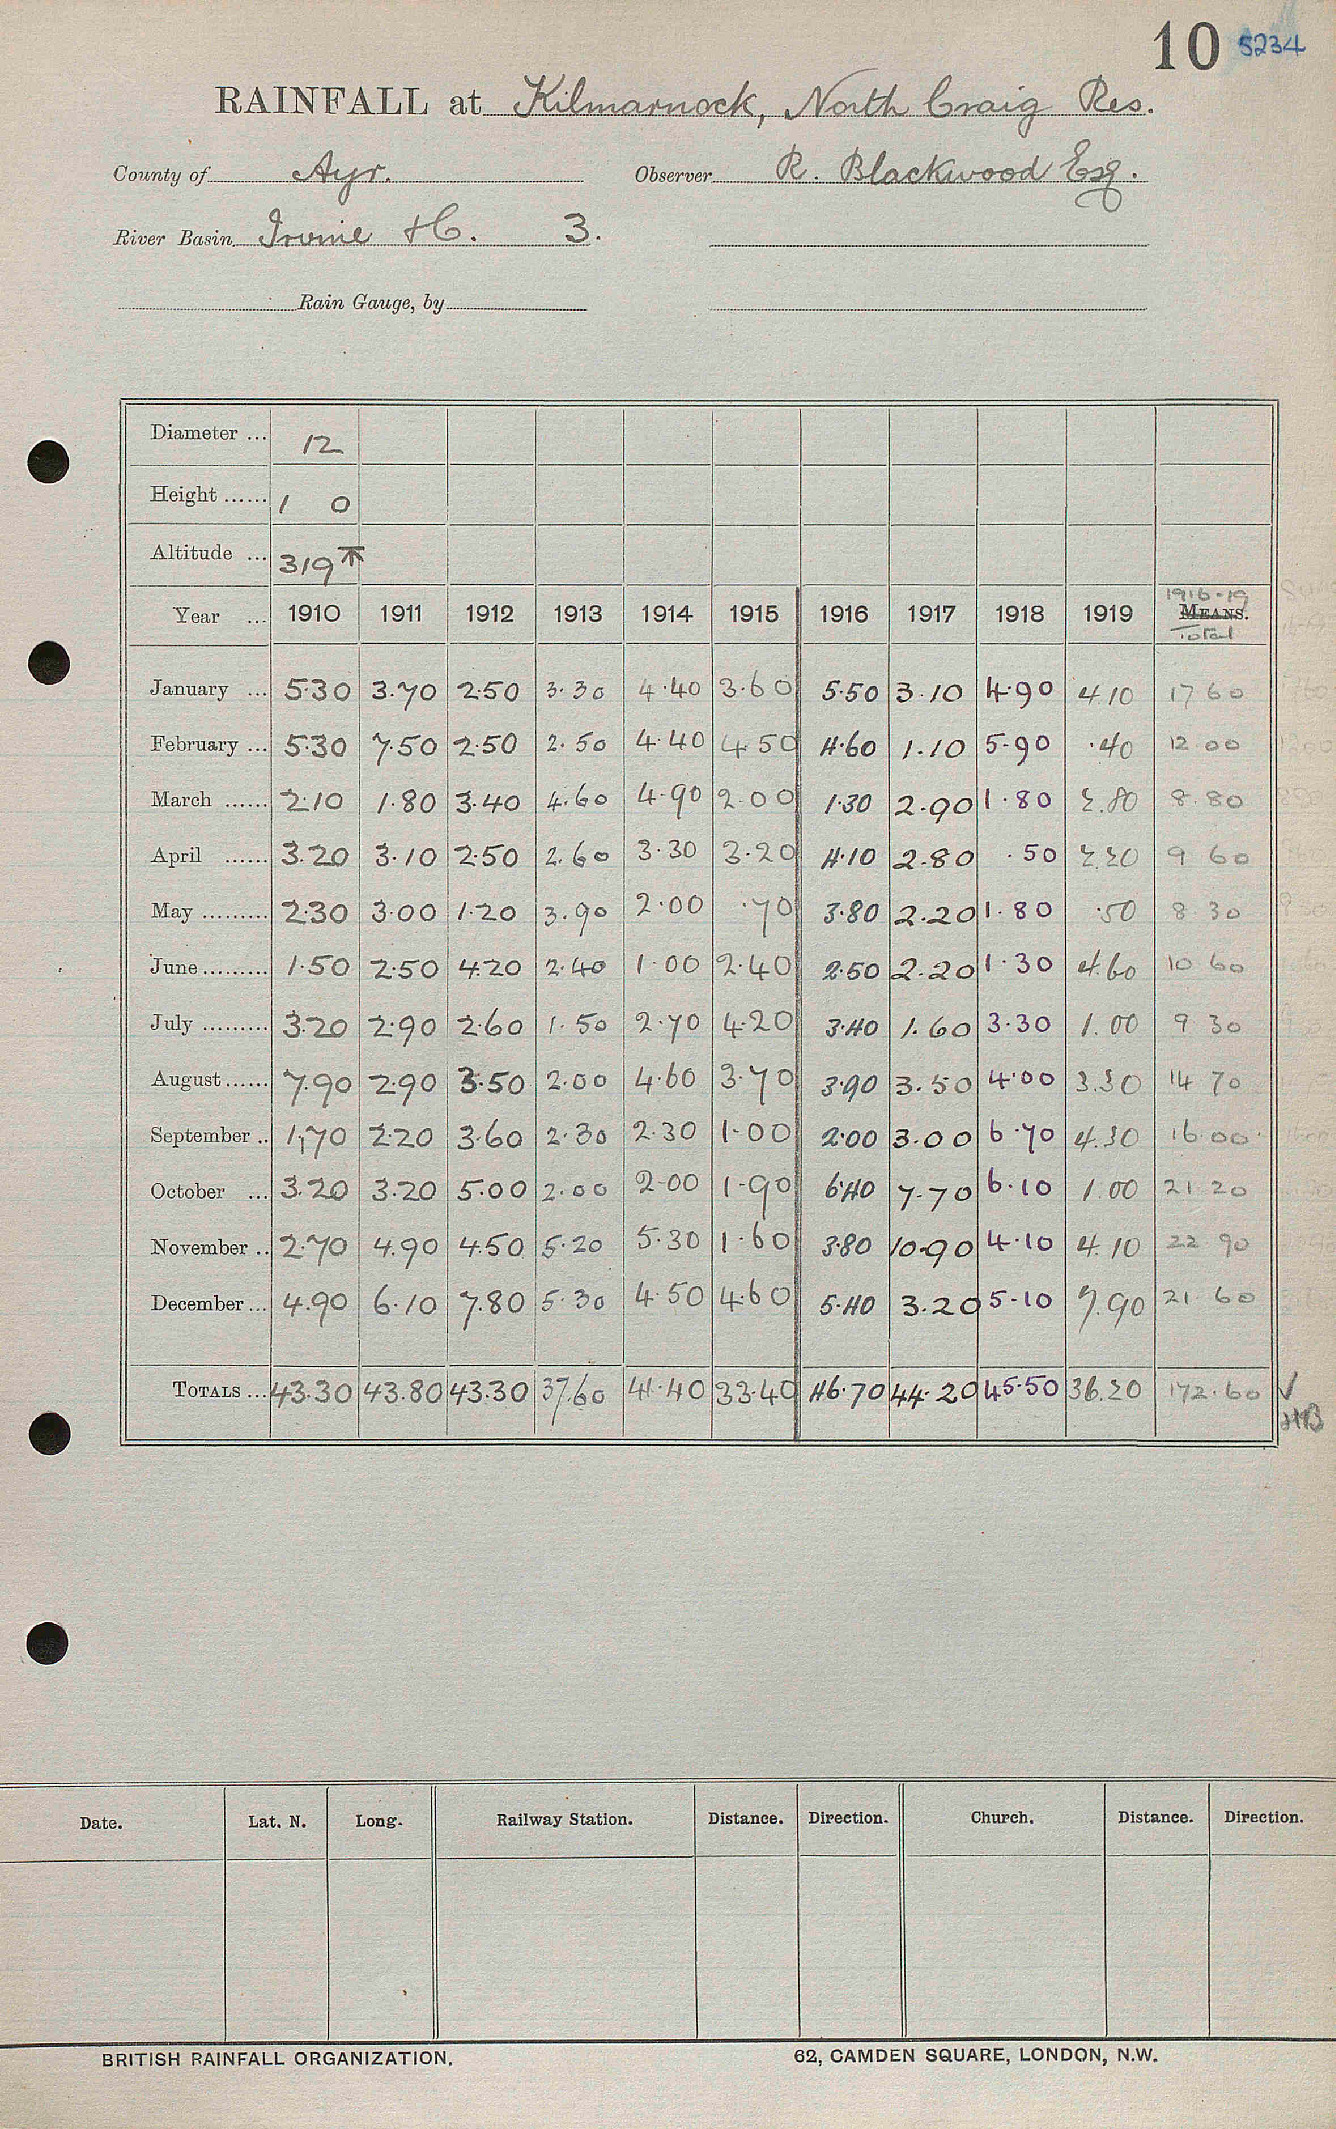 10 5234
RAINFALL at Kilmarnock, North Craig Res.
County of Ayr. Observer R. Blackwood Esq.
River Basin Irvine &c. 3.
Rain Gauge, by
Diameter ... 12
Height ...... 1 0
Altitude ... 319
1916-19
Year ... 1910 1911 1912 1913 1914 1915 1916 1917 1918 1919 MEANS.
Total
January ... 5·30 3.70 2·50 3·30 4·40 3·60 5·50 3·10 4·90 4.10 17 60
February ... 5·30 7·50 2·50 2·50 4·40 4 50 4·60 1·10 5·90 ·40 12 00
March ...... 2·10 1·80 3·40 4.60 4·90 2·00 1·30 2·90 1·80 2.80 8.80
April ...... 3.20 3·10 2·50 2.60 3·30 3·20 4·10 2·80 ·50 2.20 9 60
May ......... 2·30 3·00 1·20 3.90 2·00 ·70 3·80 2·20 1·80 ·50 8 30
June ......... 1·50 2·50 4.20 2·40 1 00 2·40 2·50 2·20 1·30 4.60 10 60
July ......... 3.20 2·90 2·60 1·50 2·70 4·20 3·40 1·60 3·30 1.00 9 30
August ...... 7.90 2·90 3·50 2·00 4·60 3·70 3·90 3·50 4·00 3.30 14 70
September .. 1.70 2·20 3·60 2·30 2·30 1·00 2·00 3·00 6·70 4.30 16 00
October ... 3.20 3·20 5·00 2·00 2·00 1·90 6·40 7·70 6·10 1.00 21 20
November .. 2·70 4.90 4·50 5·20 5·30 1·60 3·80 10·90 4·10 4.10 22 90
December ... 4.90 6·10 7.80 5·30 4·50 4·60 5·40 3·20 5·10 7.90 21 60
TOTALS ... 43.30 43.80 43.30 37.60 41·40 33·40 46·70 44·20 45·50 36.20 172·60 ✓
Date. Lat. N. Long. Railway Station. Distance. Direction. Church. Distance. Direction.
BRITISH RAINFALL ORGANIZATION. 62, CAMDEN SQUARE, LONDON, N.W.